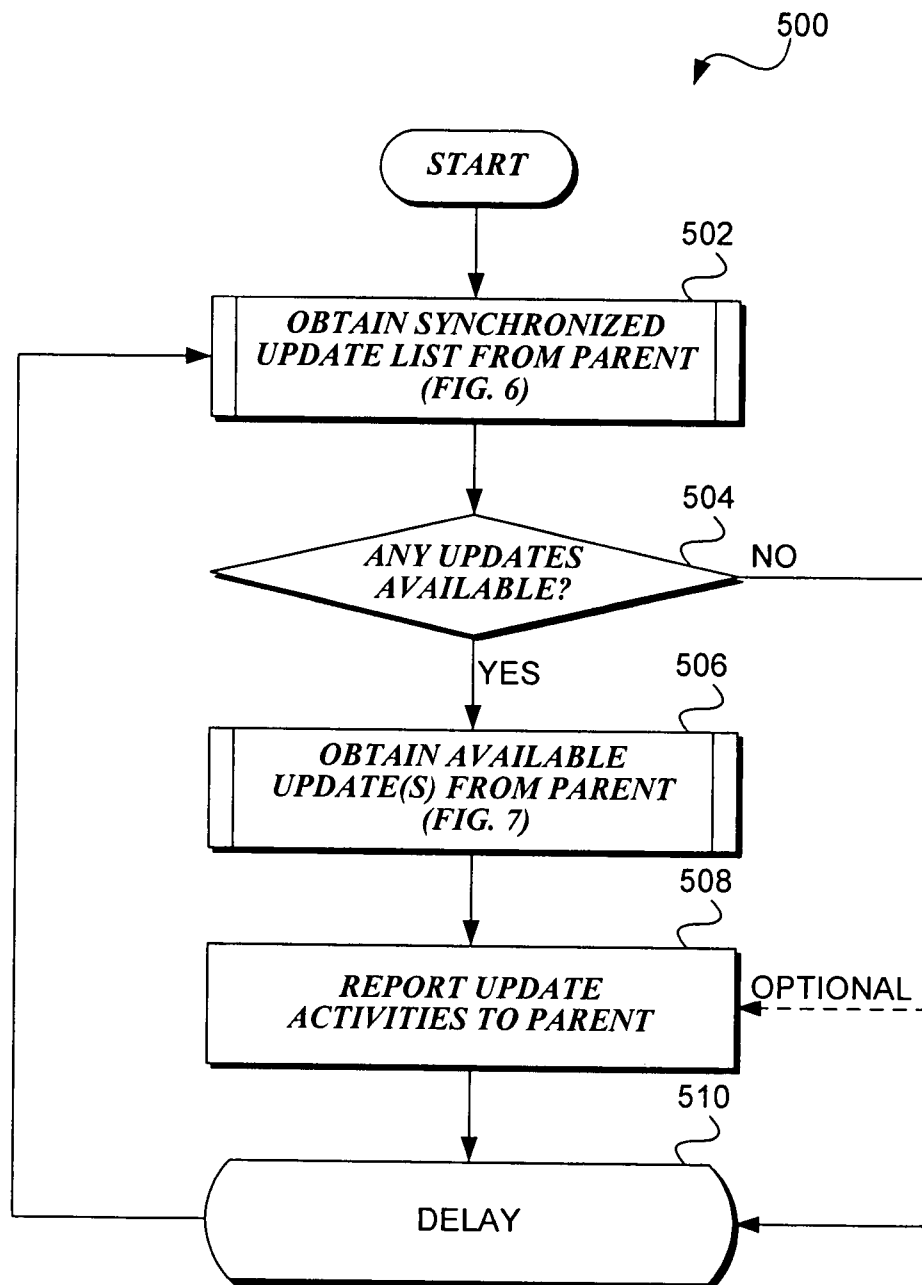 500
START
502
OBTAIN SYNCHRONIZED
UPDATE LIST FROM PARENT
(FIG. 6)
504
ANY UPDATES
AVAILABLE?
NO
YES
506
OBTAIN AVAILABLE
UPDATE(S) FROM PARENT
(FIG. 7)
508
REPORT UPDATE
ACTIVITIES TO PARENT
OPTIONAL
510
DELAY